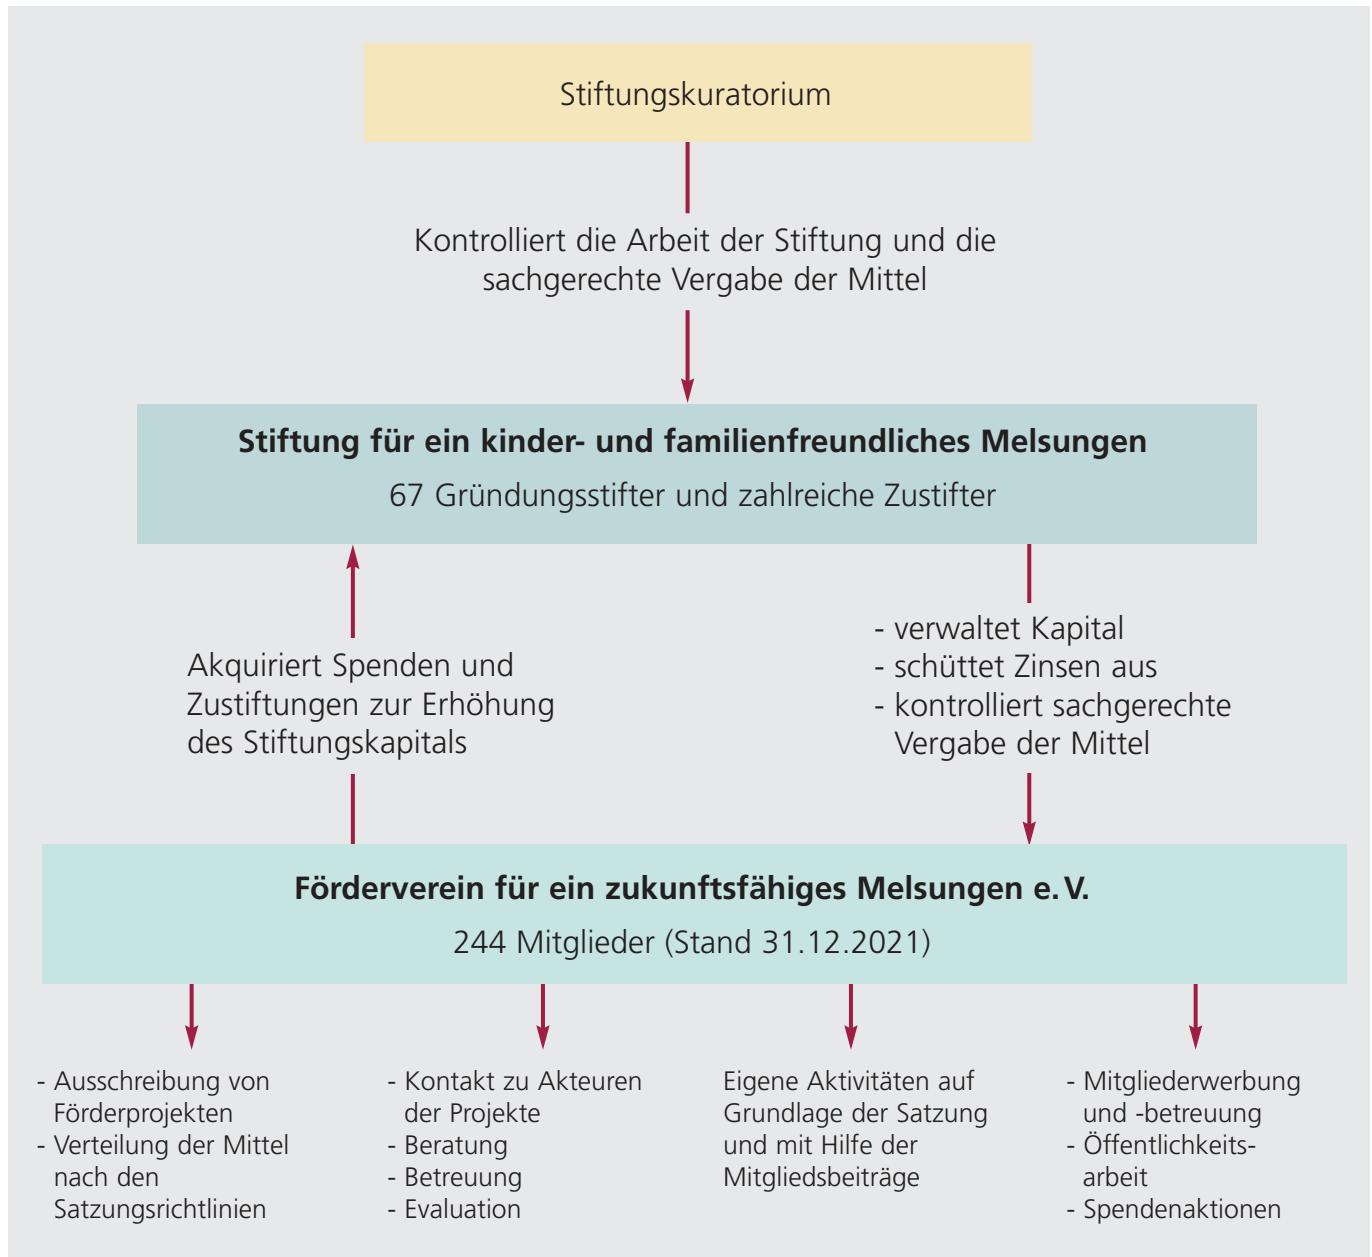 Stiftungskuratorium
Kontrolliert die Arbeit der Stiftung und die
sachgerechte Vergabe der Mittel
Stiftung für ein kinder- und familienfreundliches Melsungen
67 Gründungsstifter und zahlreiche Zustifter
Akquiriert Spenden und
Zustiftungen zur Erhöhung
des Stiftungskapitals
- verwaltet Kapital
- schüttet Zinsen aus
- kontrolliert sachgerechte
Vergabe der Mittel
Förderverein für ein zukunftsfähiges Melsungen e. V.
244 Mitglieder (Stand 31.12.2021)
- Ausschreibung von
Förderprojekten
- Verteilung der Mittel
nach den
Satzungsrichtlinien
- Kontakt zu Akteuren
der Projekte
- Beratung
- Betreuung
- Evaluation
Eigene Aktivitäten auf
Grundlage der Satzung
und mit Hilfe der
Mitgliedsbeiträge
- Mitgliederwerbung
und -betreuung
- Öffentlichkeits-
arbeit
- Spendenaktionen